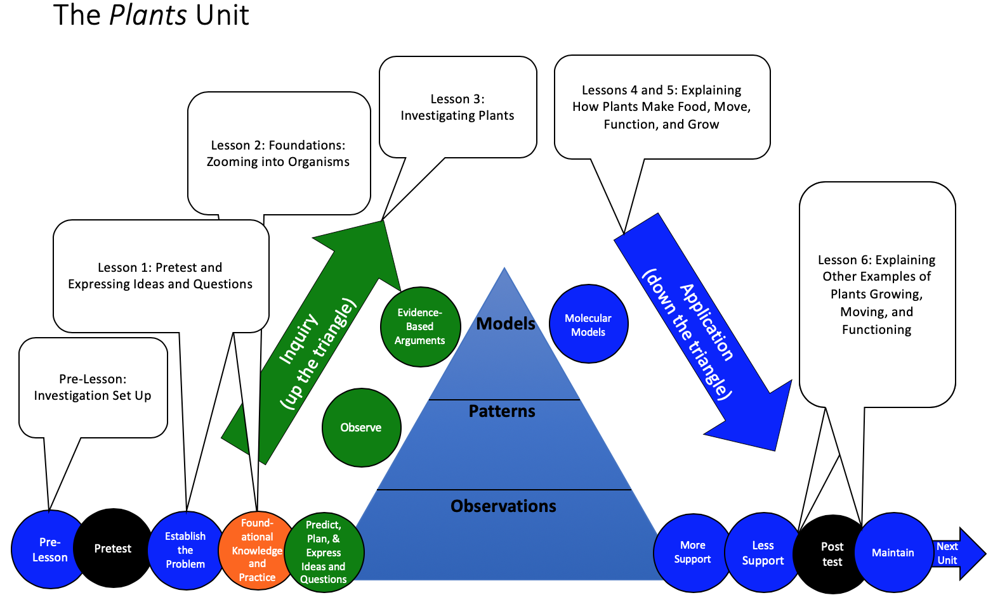 The Plants Unit
Lesson 3:
Investigating Plants
Lessons 4 and 5: Explaining
How Plants Make Food, Move,
Function, and Grow
Lesson 2: Foundations:
Zooming into Organisms
Lesson 1: Pretest and
Expressing Ideas and Questions
Pre-Lesson:
Investigation Set Up
Lesson 6: Explaining
Other Examples of
Plants Growing,
Moving, and
Functioning
Inquiry
(up the triangle)
Application
(down the triangle)
Evidence-
Based
Arguments
Models
Molecular
Models
Observe
Patterns
Observations
Pre-
Lesson
Pretest
Establish
the
Problem
Found-
ational
Knowledge
and
Practice
Predict,
Plan, &
Express
Ideas and
Questions
More
Support
Less
Support
Post
test
Maintain
Next
Unit